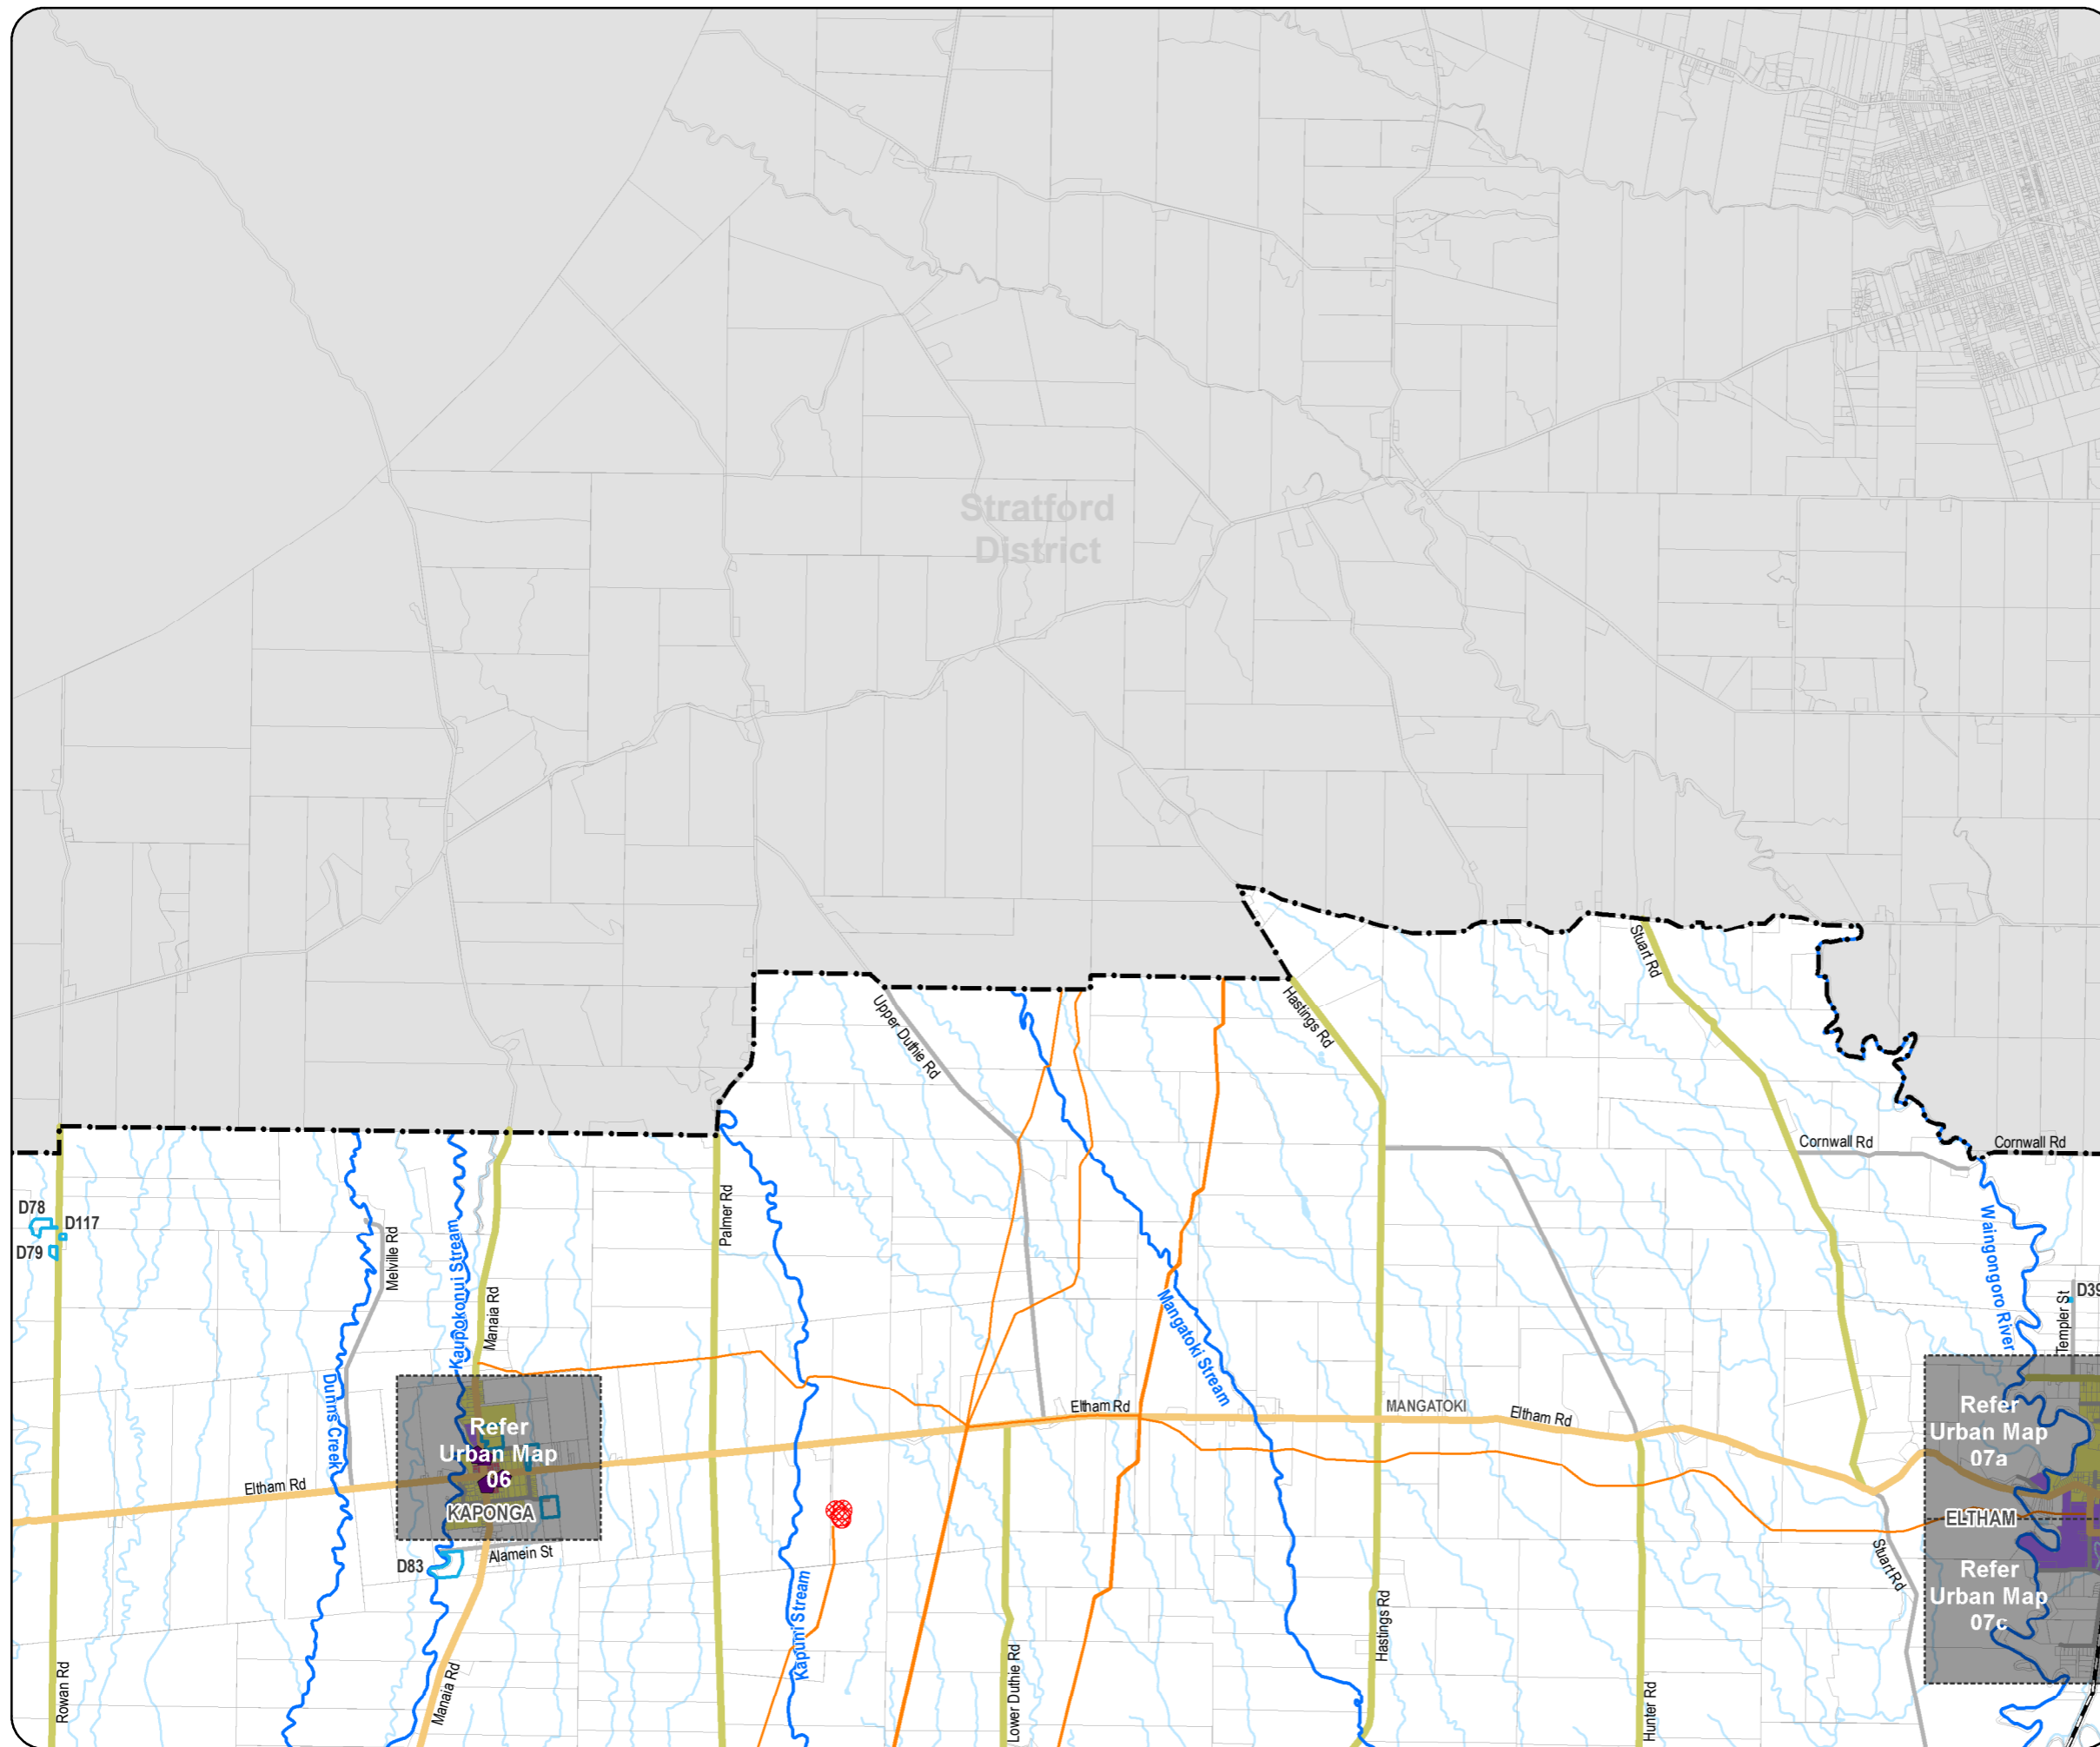 Stratford
District
Stuart Rd
Hastings Rd
Upper Duthie Rd
Cornwall Rd
Cornwall Rd
D78
D117
D79
Melville Rd
Kaupokonui Stream
Manaia Rd
Palmer Rd
Waingongoro River
Templer St
D39
Mangatoki Stream
Dunns Creek
Refer
Urban Map
06
KAPONGA
Eltham Rd
Eltham Rd
MANGATOKI
Eltham Rd
Refer
Urban Map
07a
ELTHAM
Refer
Urban Map
07c
D83
Alamein St
Stuart Rd
Kapuni Stream
Rowan Rd
Manaia Rd
Lower Duthie Rd
Hastings Rd
Hunter Rd